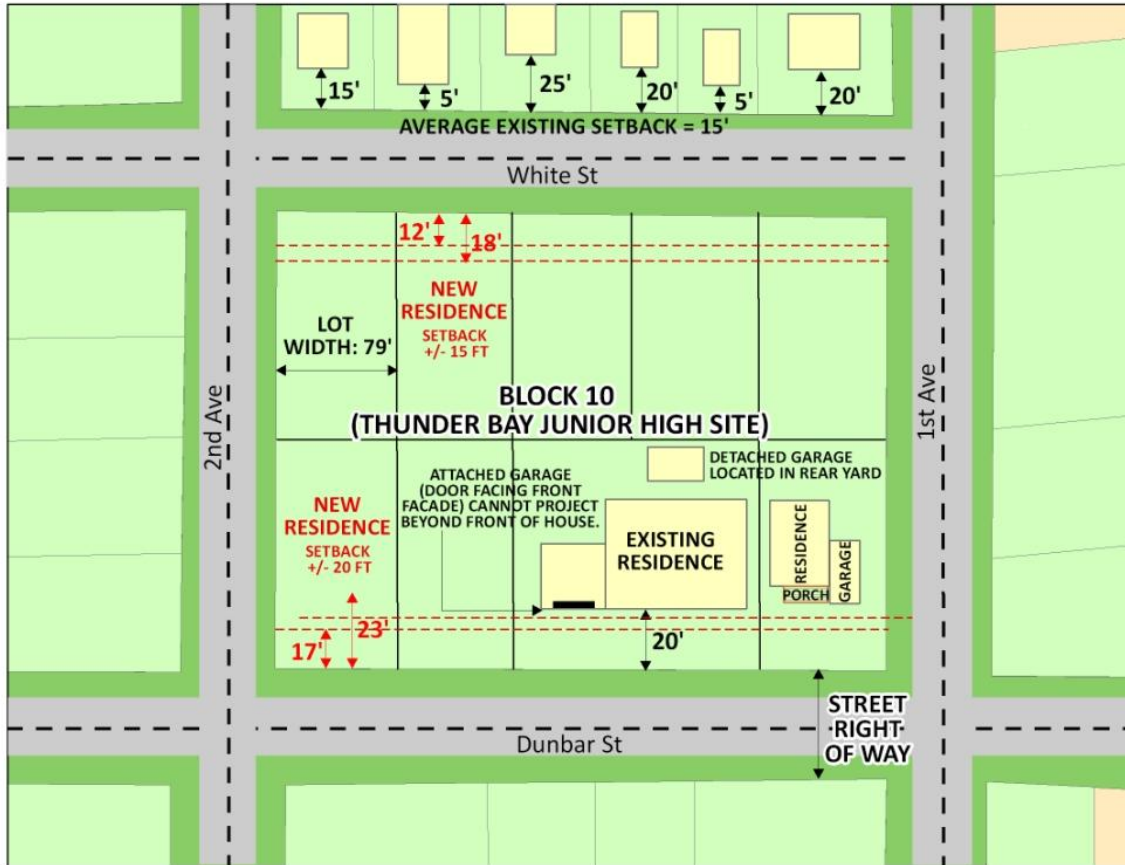 15'
5'
25'
20'
5'
20'
AVERAGE EXISTING SETBACK = 15'
White St
12'
18'
NEW
RESIDENCE
SETBACK
+/- 15 FT
LOT
WIDTH: 79'
2nd Ave
1st Ave
BLOCK 10
(THUNDER BAY JUNIOR HIGH SITE)
DETACHED GARAGE
LOCATED IN REAR YARD
ATTACHED GARAGE
(DOOR FACING FRONT
FACADE) CANNOT PROJECT
BEYOND FRONT OF HOUSE.
NEW
RESIDENCE
SETBACK
+/- 20 FT
EXISTING
RESIDENCE
RESIDENCE
PORCH
GARAGE
23'
17'
20'
STREET
RIGHT
OF WAY
Dunbar St